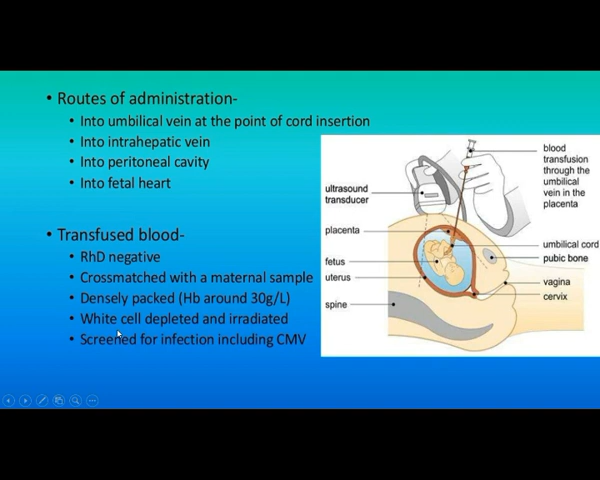 • Routes of administration-
• Into umbilical vein at the point of cord insertion
• Into intrahepatic vein
• Into peritoneal cavity
• Into fetal heart
• Transfused blood-
• RhD negative
• Crossmatched with a maternal sample
• Densely packed (Hb around 30g/L)
• White cell depleted and irradiated
• Screened for infection including CMV
ultrasound
transducer
placenta
fetus
uterus
spine
blood
transfusion
through the
umbilical
vein in the
placenta
umbilical cord
pubic bone
vagina
cervix